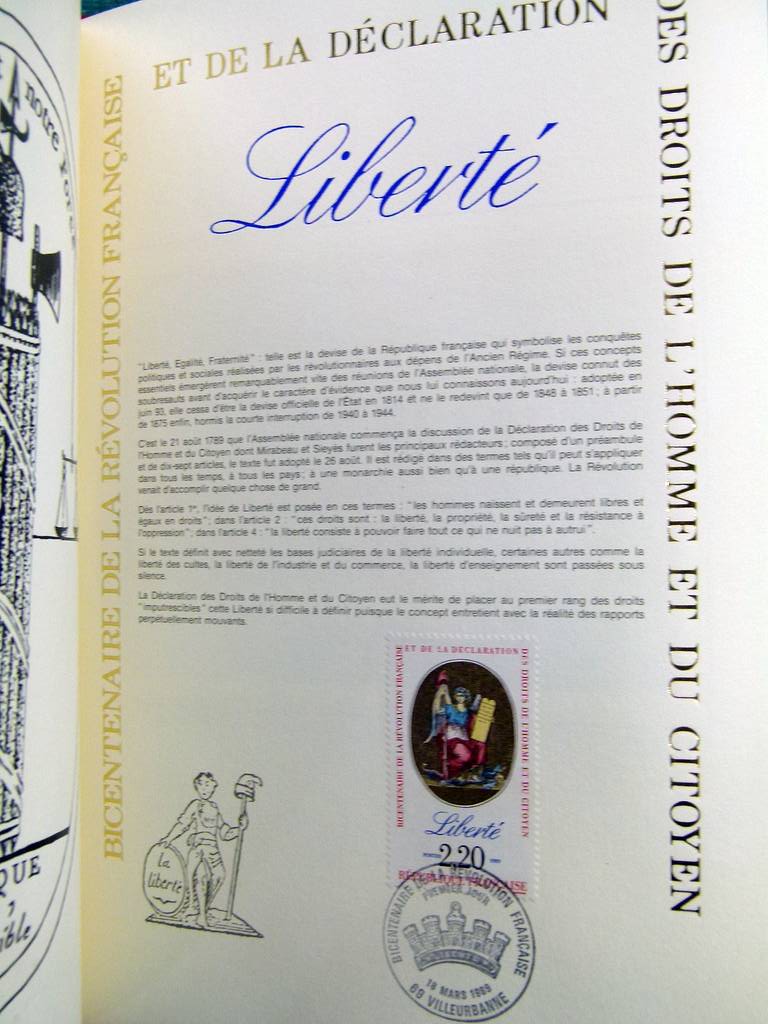 BICENTENAIRE DE LA RÉVOLUTION FRANÇAISE
ET DE LA DÉCLARATION
DES DROITS DE L'HOMME ET DU CITOYEN
Liberté
"Liberté, Egalité, Fraternité" : telle est la devise de la République française qui symbolise les conquêtes
politiques et sociales réalisées par les révolutionnaires aux dépens de l'Ancien Régime. Si ces concepts
essentiels émergèrent remarquablement vite des réunions de l'Assemblée nationale, la devise connut des
soubresauts avant d'acquérir le caractère d'évidence que nous lui connaissons aujourd'hui : adoptée en
juin 93, elle cessa d'être la devise officielle de l'État en 1814 et ne le redevint que de 1848 à 1851 ; à partir
de 1875 enfin, hormis la courte interruption de 1940 à 1944.
C'est le 21 août 1789 que l'Assemblée nationale commença la discussion de la Déclaration des Droits de
l'Homme et du Citoyen dont Mirabeau et Sieyès furent les principaux rédacteurs ; composé d'un préambule
et de dix-sept articles, le texte fut adopté le 26 août. Il est rédigé dans des termes tels qu'il peut s'appliquer
dans tous les temps, à tous les pays ; à une monarchie aussi bien qu'à une république. La Révolution
venait d'accomplir quelque chose de grand.
Dès l'article 1er, l'idée de Liberté est posée en ces termes : "les hommes naissent et demeurent libres et
égaux en droits" ; dans l'article 2 : "ces droits sont : la liberté, la propriété, la sûreté et la résistance à
l'oppression" ; dans l'article 4 : "la liberté consiste à pouvoir faire tout ce qui ne nuit pas à autrui".
Si le texte définit avec netteté les bases judiciaires de la liberté individuelle, certaines autres comme la
liberté des cultes, la liberté de l'industrie et du commerce, la liberté d'enseignement sont passées sous
silence.
La Déclaration des Droits de l'Homme et du Citoyen eut le mérite de placer au premier rang des droits
"imputrescibles" cette Liberté si difficile à définir puisque le concept entretient avec la réalité des rapports
perpétuellement mouvants.
BICENTENAIRE DE LA RÉVOLUTION FRANÇAISE
ET DE LA DÉCLARATION
DES DROITS DE L'HOMME ET DU CITOYEN
Liberté
2,20
RÉPUBLIQUE FRANÇAISE
BICENTENAIRE DE LA RÉVOLUTION FRANÇAISE
PREMIER JOUR
18 MARS 1989
69 VILLEURBANNE
la
liberté
notre
QUE
ible